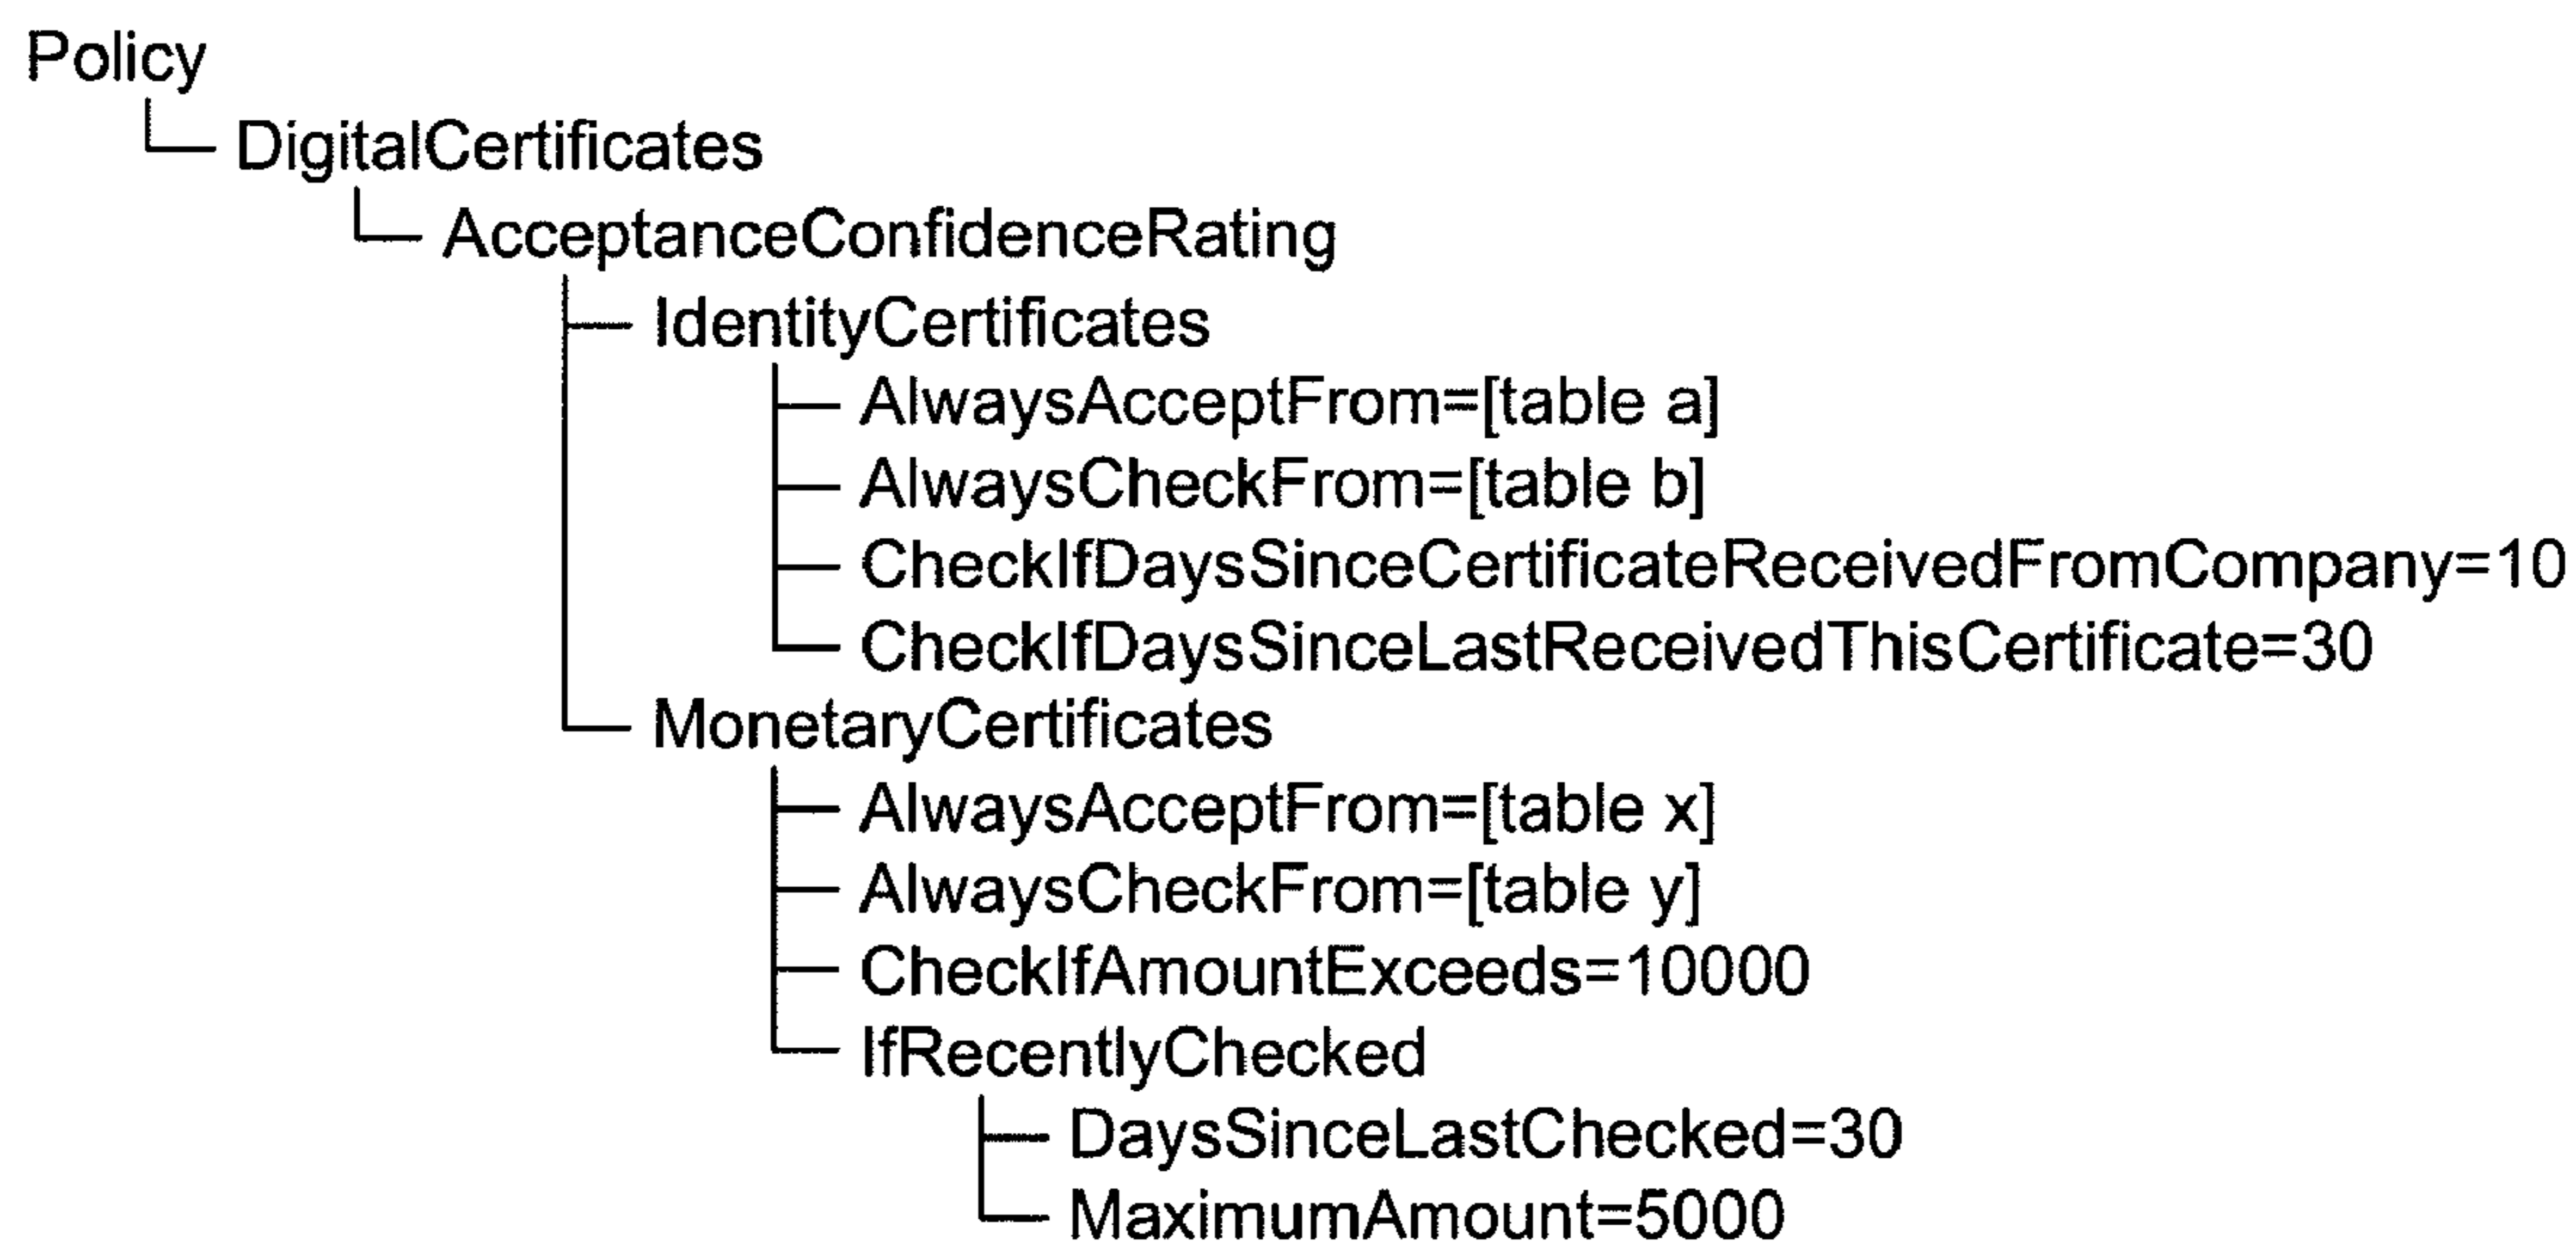 Policy
DigitalCertificates
AcceptanceConfidenceRating
IdentityCertificates
AlwaysAcceptFrom=[table a]
AlwaysCheckFrom=[table b]
CheckIfDaysSinceCertificateReceivedFromCompany=10
CheckIfDaysSinceLastReceivedThisCertificate=30
MonetaryCertificates
AlwaysAcceptFrom=[table x]
AlwaysCheckFrom=[table y]
CheckIfAmountExceeds=10000
IfRecentlyChecked
DaysSinceLastChecked=30
MaximumAmount=5000